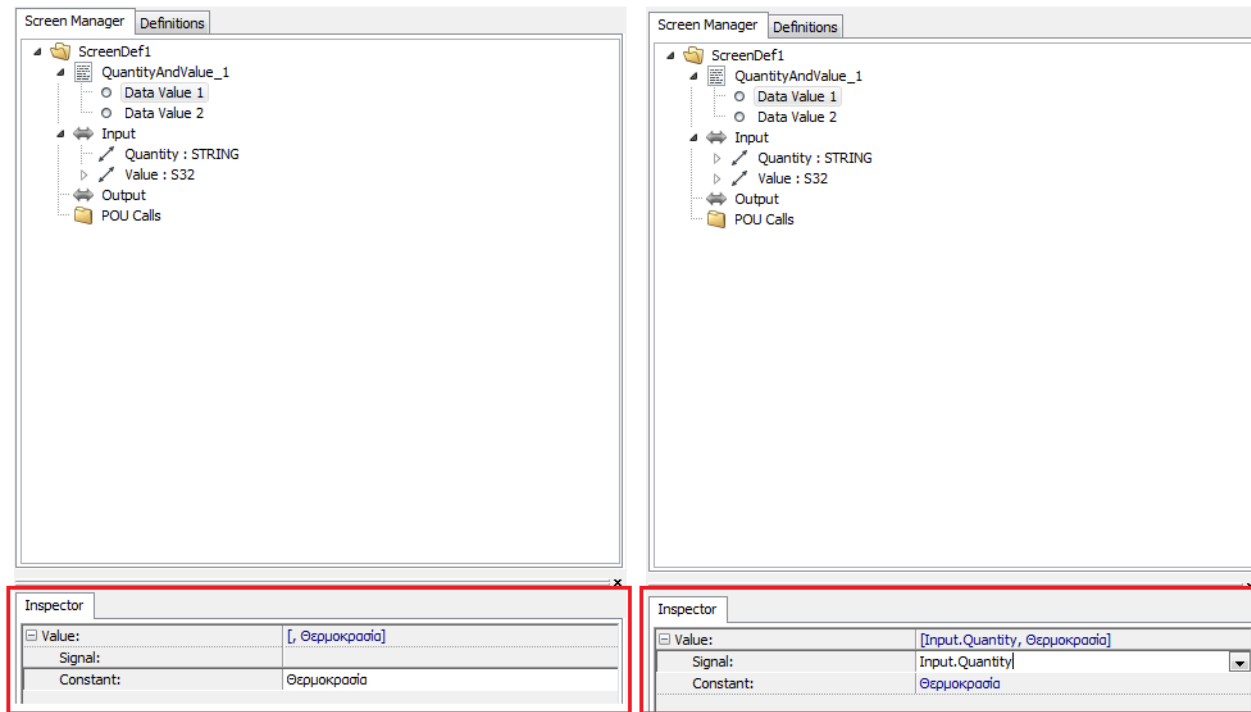 Screen Manager Definitions
ScreenDef1
QuantityAndValue_1
Data Value 1
Data Value 2
Input
Quantity : STRING
Value : S32
Output
POU Calls
x
Inspector
Value: [, Θερμοκρασία]
Signal:
Constant: Θερμοκρασία
Screen Manager Definitions
ScreenDef1
QuantityAndValue_1
Data Value 1
Data Value 2
Input
Quantity : STRING
Value : S32
Output
POU Calls
Inspector
Value: [Input.Quantity, Θερμοκρασία]
Signal: Input.Quantity
Constant: Θερμοκρασία